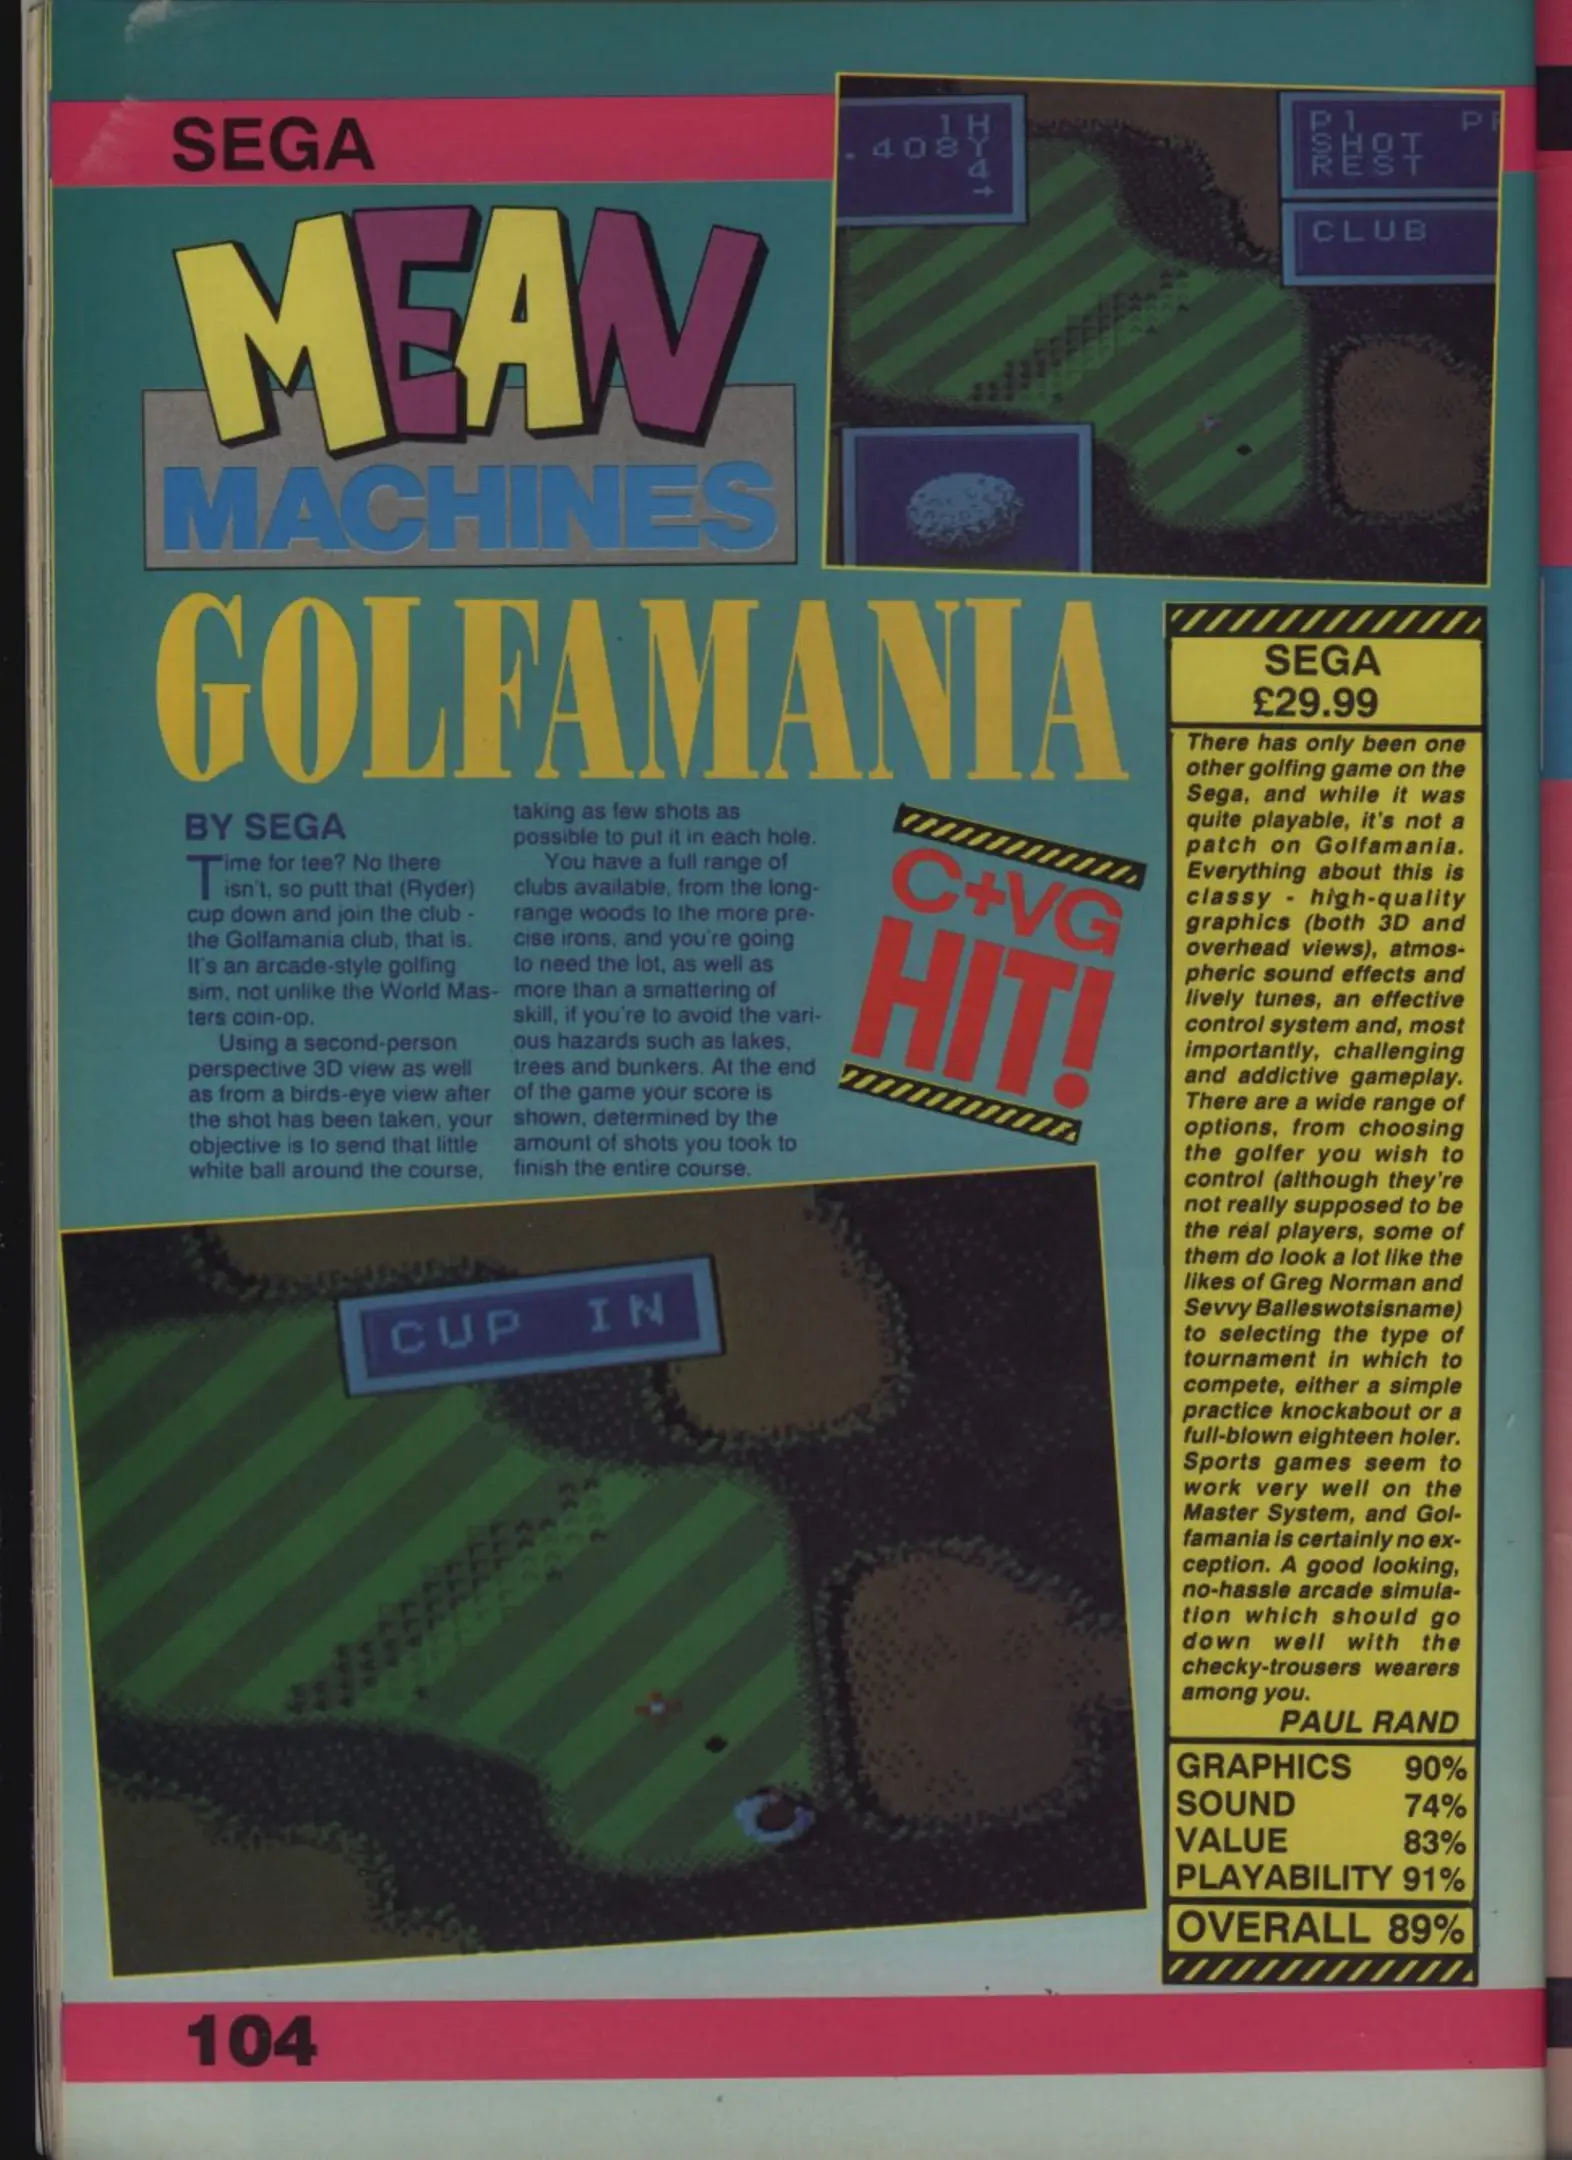 SEGA
MEAN
MACHINES
1H
.408Y
4
→
P1
SHOT
REST
CLUB
GOLFAMANIA
BY SEGA
Time for tee? No there
isn't, so putt that (Ryder)
cup down and join the club -
the Golfamania club, that is.
It's an arcade-style golfing
sim, not unlike the World Mas-
ters coin-op.
Using a second-person
perspective 3D view as well
as from a birds-eye view after
the shot has been taken, your
objective is to send that little
white ball around the course,
taking as few shots as
possible to put it in each hole.
You have a full range of
clubs available, from the long-
range woods to the more pre-
cise irons, and you're going
to need the lot, as well as
more than a smattering of
skill, if you're to avoid the vari-
ous hazards such as lakes,
trees and bunkers. At the end
of the game your score is
shown, determined by the
amount of shots you took to
finish the entire course.
C+VG
HIT!
SEGA
£29.99
There has only been one
other golfing game on the
Sega, and while it was
quite playable, it's not a
patch on Golfamania.
Everything about this is
classy - high-quality
graphics (both 3D and
overhead views), atmos-
pheric sound effects and
lively tunes, an effective
control system and, most
importantly, challenging
and addictive gameplay.
There are a wide range of
options, from choosing
the golfer you wish to
control (although they're
not really supposed to be
the real players, some of
them do look a lot like the
likes of Greg Norman and
Sevvy Balleswotsisname)
to selecting the type of
tournament in which to
compete, either a simple
practice knockabout or a
full-blown eighteen holer.
Sports games seem to
work very well on the
Master System, and Gol-
famania is certainly no ex-
ception. A good looking,
no-hassle arcade simula-
tion which should go
down well with the
checky-trousers wearers
among you.
PAUL RAND
GRAPHICS 90%
SOUND 74%
VALUE 83%
PLAYABILITY 91%
OVERALL 89%
CUP IN
104